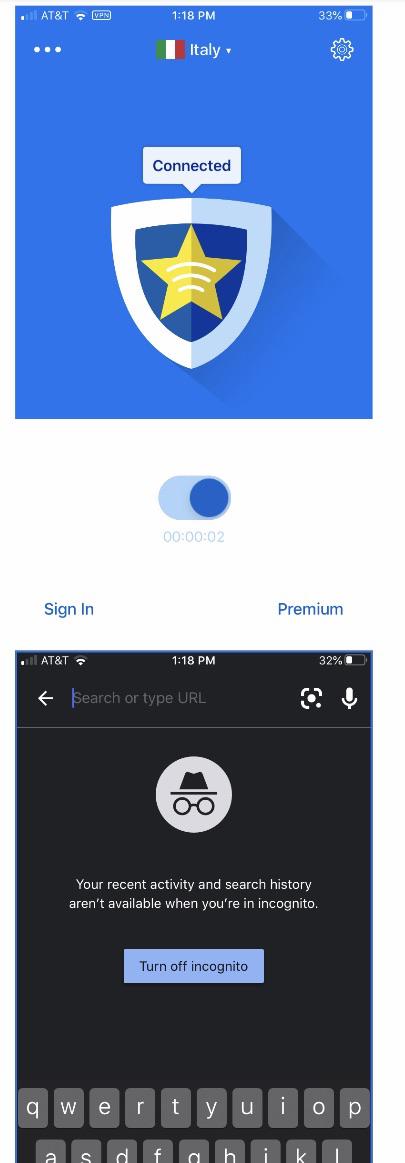 AT&T VPN 1:18 PM 33%
Italy
Connected
00:00:02
Sign In Premium
AT&T 1:18 PM 32%
Search or type URL
Your recent activity and search history
aren't available when you're in incognito.
Turn off incognito
q w e r t y u i o p
a s d f g h j k l